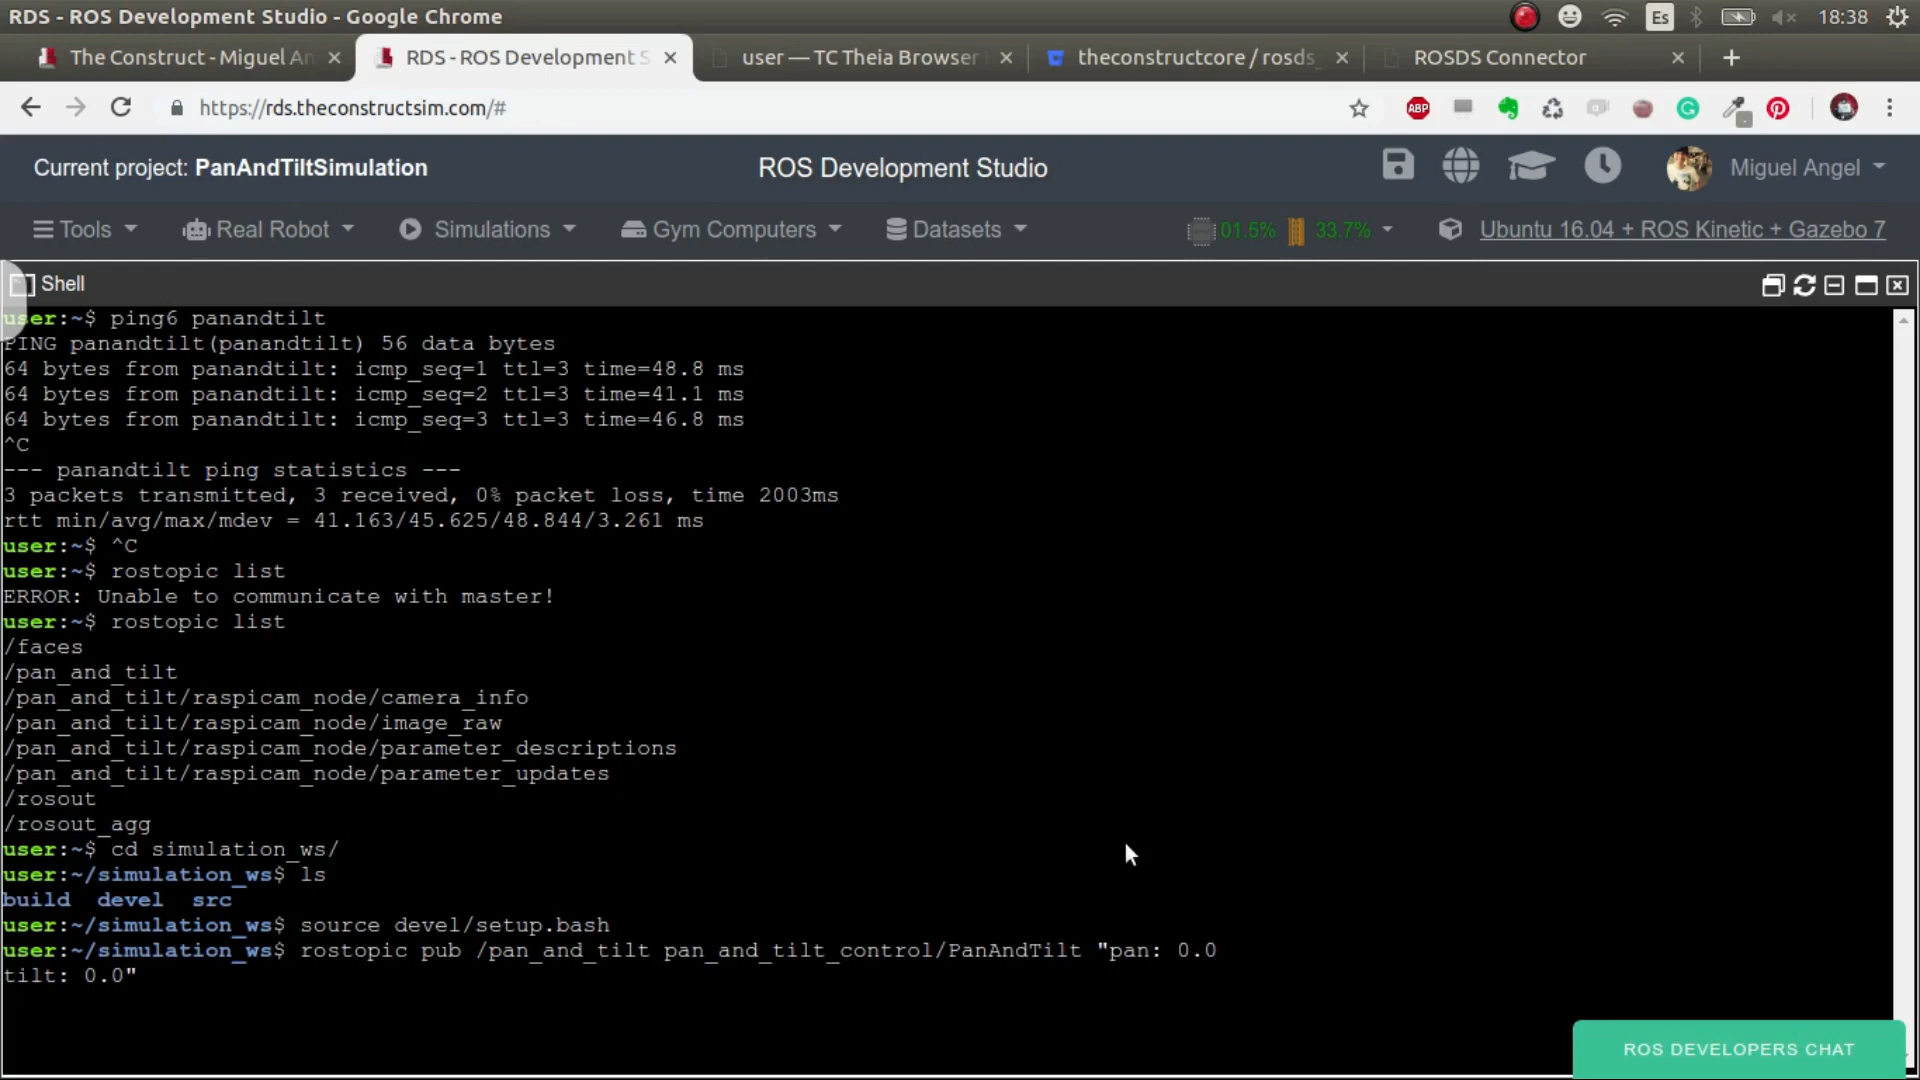 RDS - ROS Development Studio - Google Chrome
Es
18:38
The Construct - Miguel An
RDS - ROS Development S
user — TC Theia Browser
theconstructcore / rosds_
ROSDS Connector
https://rds.theconstructsim.com/#
ABP
Current project: PanAndTiltSimulation
ROS Development Studio
Miguel Angel
Tools
Real Robot
Simulations
Gym Computers
Datasets
01.5%
33.7%
Ubuntu 16.04 + ROS Kinetic + Gazebo 7
Shell
user:~$ ping6 panandtilt
PING panandtilt(panandtilt) 56 data bytes
64 bytes from panandtilt: icmp_seq=1 ttl=3 time=48.8 ms
64 bytes from panandtilt: icmp_seq=2 ttl=3 time=41.1 ms
64 bytes from panandtilt: icmp_seq=3 ttl=3 time=46.8 ms
^C
--- panandtilt ping statistics ---
3 packets transmitted, 3 received, 0% packet loss, time 2003ms
rtt min/avg/max/mdev = 41.163/45.625/48.844/3.261 ms
user:~$ ^C
user:~$ rostopic list
ERROR: Unable to communicate with master!
user:~$ rostopic list
/faces
/pan_and_tilt
/pan_and_tilt/raspicam_node/camera_info
/pan_and_tilt/raspicam_node/image_raw
/pan_and_tilt/raspicam_node/parameter_descriptions
/pan_and_tilt/raspicam_node/parameter_updates
/rosout
/rosout_agg
user:~$ cd simulation_ws/
user:~/simulation_ws$ ls
build devel src
user:~/simulation_ws$ source devel/setup.bash
user:~/simulation_ws$ rostopic pub /pan_and_tilt pan_and_tilt_control/PanAndTilt "pan: 0.0
tilt: 0.0"
ROS DEVELOPERS CHAT